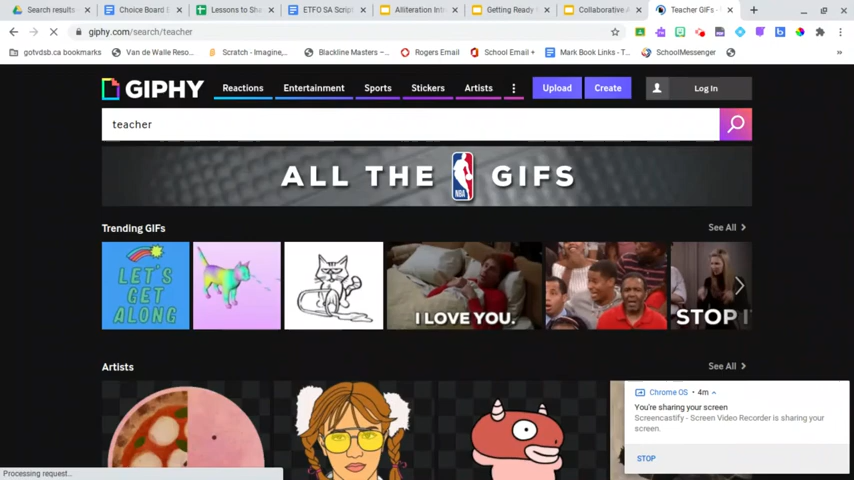 Search results
Choice Board E
Lessons to Sha
ETFO SA Scrip
Alliteration Int
Getting Ready
Collaborative A
Teacher GIFs -
giphy.com/search/teacher
gotvdsb.ca bookmarks
Van de Walle Reso...
Scratch - Imagine,...
Blackline Masters –...
Rogers Email
School Email +
Mark Book Links - T...
SchoolMessenger
GIPHY
Reactions
Entertainment
Sports
Stickers
Artists
Upload
Create
Log In
teacher
ALL THE NBA GIFS
Trending GIFs
See All
LET'S
GET
ALONG
I LOVE YOU.
STOP I
Artists
See All
Chrome OS • 4m
You're sharing your screen
Screencastify - Screen Video Recorder is sharing your
screen.
STOP
Processing request...